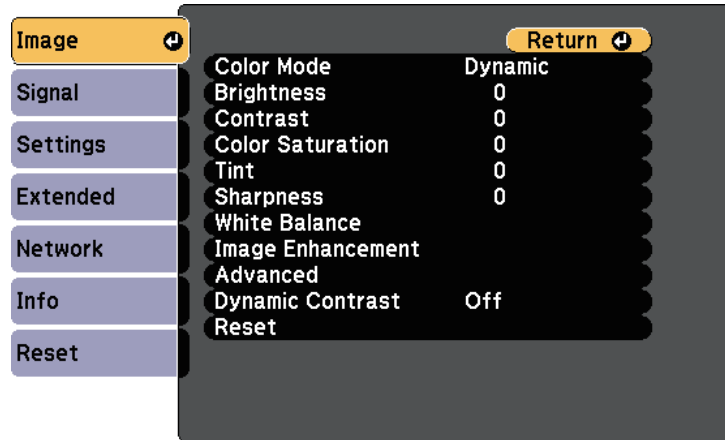 Image
Signal
Settings
Extended
Network
Info
Reset
Return
Color Mode Dynamic
Brightness 0
Contrast 0
Color Saturation 0
Tint 0
Sharpness 0
White Balance
Image Enhancement
Advanced
Dynamic Contrast Off
Reset